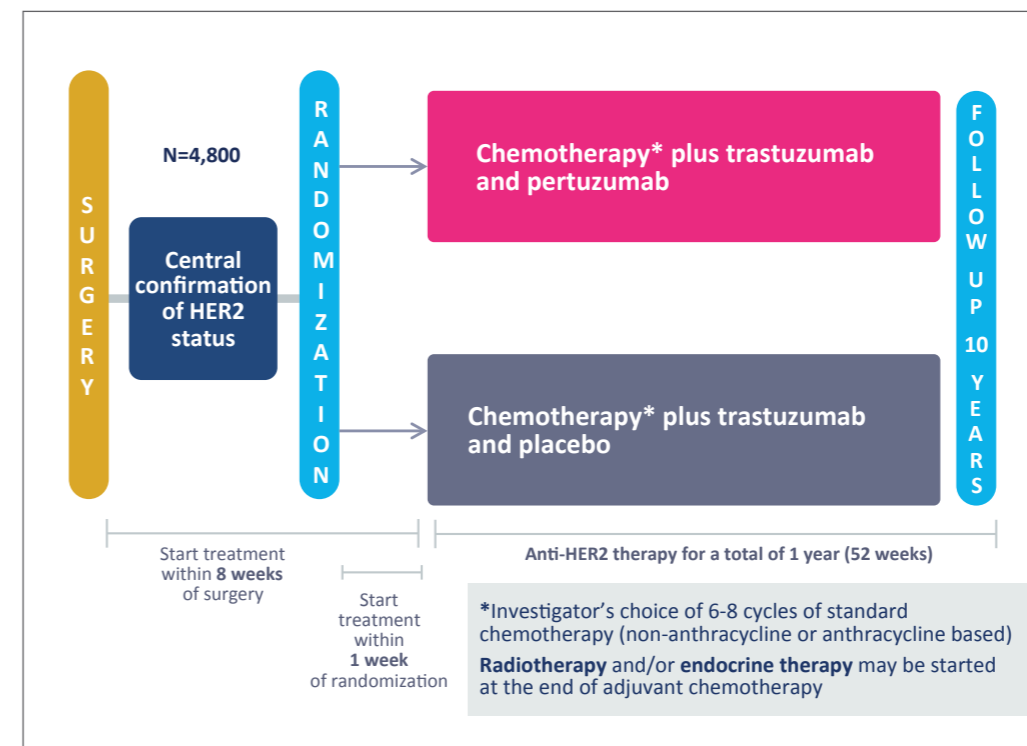 SURGERY
N=4,800
Central
confirmation
of HER2
status
RANDOMIZATION
Chemotherapy* plus trastuzumab
and pertuzumab
Chemotherapy* plus trastuzumab
and placebo
FOLLOW UP 10 YEARS
Start treatment
within 8 weeks
of surgery
Start
treatment
within
1 week
of randomization
Anti-HER2 therapy for a total of 1 year (52 weeks)
*Investigator’s choice of 6-8 cycles of standard
chemotherapy (non-anthracycline or anthracycline based)
Radiotherapy and/or endocrine therapy may be started
at the end of adjuvant chemotherapy